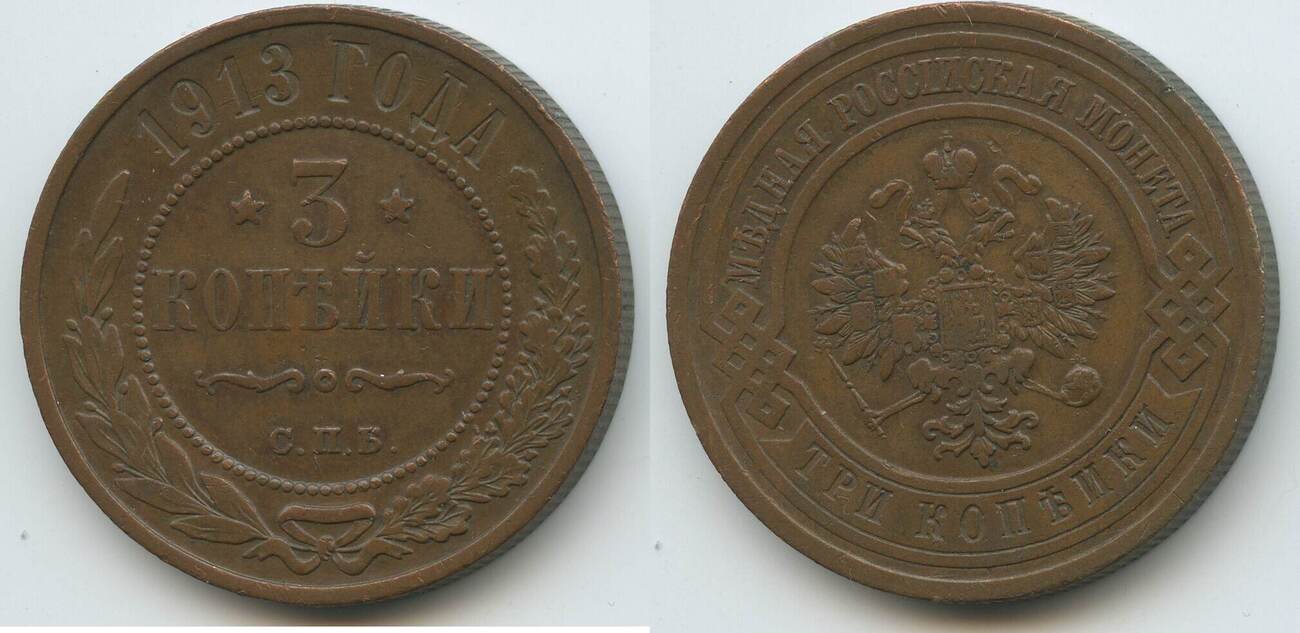 1913 ГОДА
3
КОПѢЙКИ
С.П.Б.
МѢДНАЯ РОССІЙСКАЯ МОНЕТА
ТРИ КОПѢЙКИ